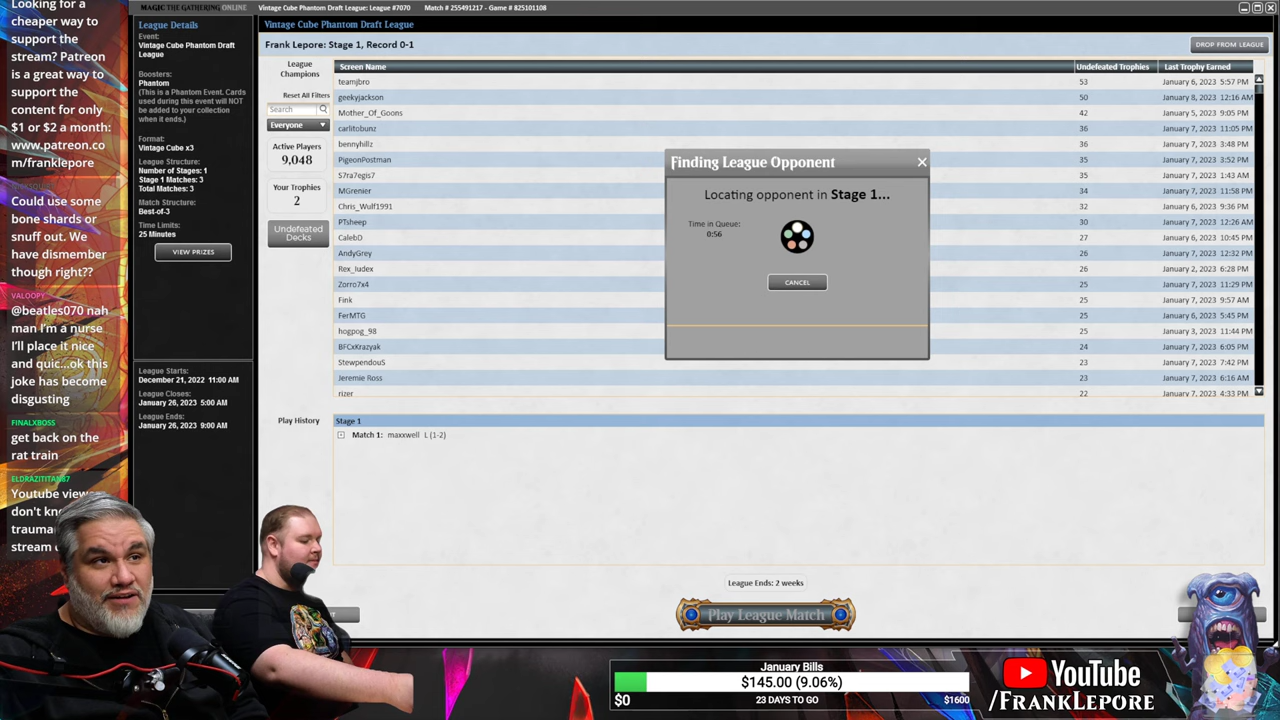 Looking for a
cheaper way to
support the
stream? Patreon
is a great way to
support the
content for only
$1 or $2 a month:
www.patreon.co
m/franklepore
Could use some
bone shards or
stuff out. We
have dismember
though right??
VALOOPY
@beatles070 nah
man I'm a nurse
I'll place it nice
and quic...ok this
joke has become
disgusting
FINALXBOSS
get back on the
rat train
ELDRAZITITAN87
Youtube view
don't kno
trauma
stream
MAGIC THE GATHERING ONLINE
Vintage Cube Phantom Draft League: League #7070 Match # 255491217 - Game # 825101108
League Details
Event:
Vintage Cube Phantom Draft
League
Boosters:
Phantom
(This is a Phantom Event. Cards
used during this event will NOT
be added to your collection
when it ends.)
Format:
Vintage Cube x3
League Structure:
Number of Stages: 1
Stage 1 Matches: 3
Total Matches: 3
Match Structure:
Best-of-3
Time Limits:
25 Minutes
VIEW PRIZES
League Starts:
December 21, 2022 11:00 AM
League Closes:
January 26, 2023 5:00 AM
League Ends:
January 26, 2023 9:00 AM
Vintage Cube Phantom Draft League
Frank Lepore: Stage 1, Record 0-1
DROP FROM LEAGUE
League
Champions
Reset All Filters
Search
Everyone
Active Players
9,048
Your Trophies
2
Undefeated
Decks
Screen Name Undefeated Trophies Last Trophy Earned
teamjbro 53 January 6, 2023 5:57 PM
geekyjackson 50 January 8, 2023 12:16 AM
Mother_Of_Goons 42 January 5, 2023 9:05 PM
carlitobunz 36 January 7, 2023 11:05 PM
bennyhillz 36 January 7, 2023 3:48 PM
PigeonPostman 35 January 7, 2023 3:52 PM
S7ra7egis7 35 January 7, 2023 1:43 AM
MGrenier 34 January 7, 2023 11:58 PM
Chris_Wulf1991 32 January 6, 2023 9:36 PM
PTsheep 30 January 7, 2023 12:26 AM
CalebD 27 January 6, 2023 10:45 PM
AndyGrey 26 January 7, 2023 12:32 PM
Rex_Iudex 26 January 2, 2023 6:28 PM
Zorro7x4 25 January 7, 2023 11:29 PM
Fink 25 January 7, 2023 9:57 AM
FerMTG 25 January 6, 2023 5:45 PM
hogpog_98 25 January 3, 2023 11:44 PM
BFCxKrazyak 24 January 7, 2023 6:05 PM
StewpendouS 23 January 7, 2023 7:42 PM
Jeremie Ross 23 January 7, 2023 6:16 AM
rizer 22 January 7, 2023 4:33 PM
Finding League Opponent
Locating opponent in Stage 1...
Time in Queue:
0:56
CANCEL
Play History
Stage 1
Match 1: maxxwell L (1-2)
League Ends: 2 weeks
Play League Match
January Bills
$145.00 (9.06%)
$0 23 DAYS TO GO $1600
YouTube
/FRANKLEPORE